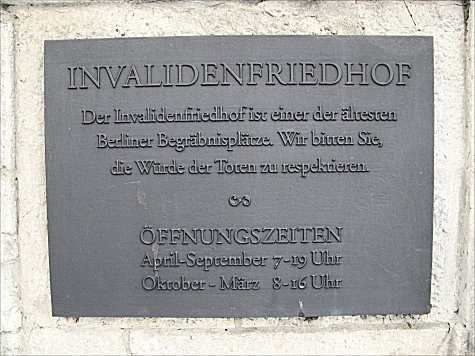 INVALIDENFRIEDHOF
Der Invalidenfriedhof ist einer der ältesten
Berliner Begräbnisplätze. Wir bitten Sie,
die Würde der Toten zu respektieren.
ÖFFNUNGSZEITEN
April-September 7-19 Uhr
Oktober - März 8-16 Uhr